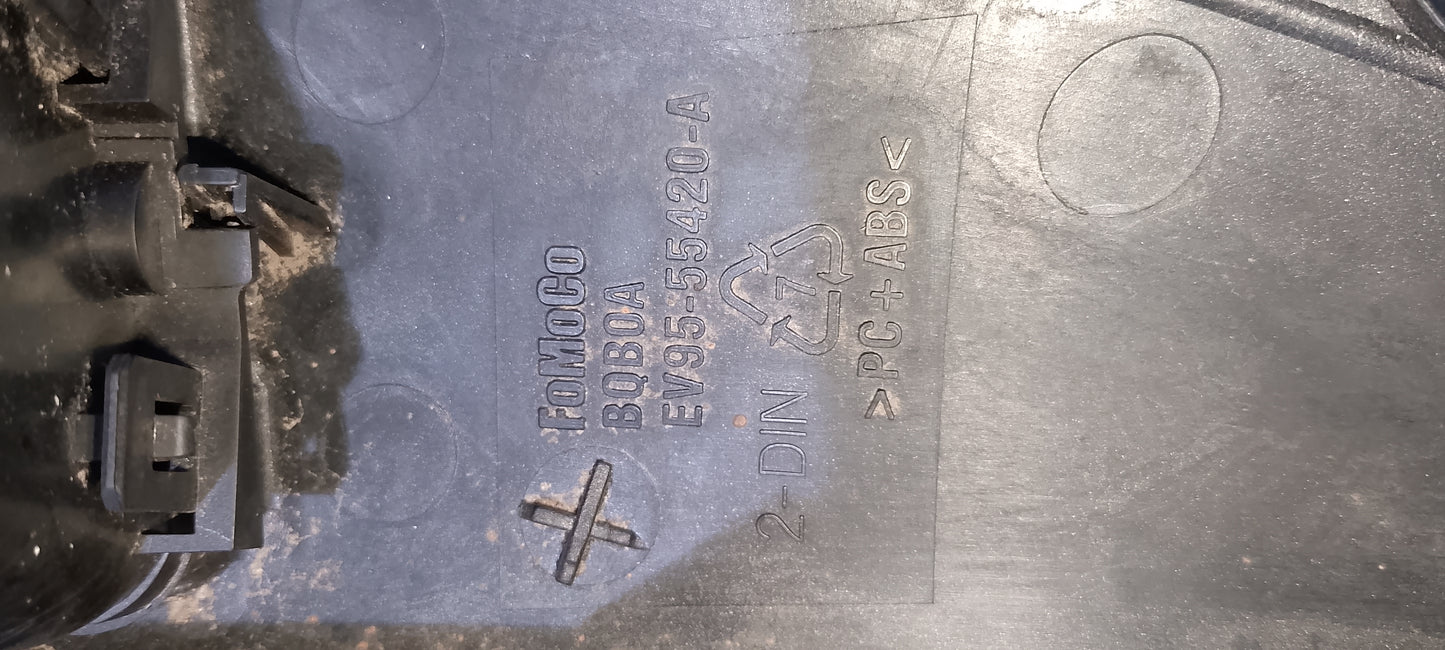 FoMoCo
BQB0A
EV95-55420-A
7
2-DIN
>PC+ABS<